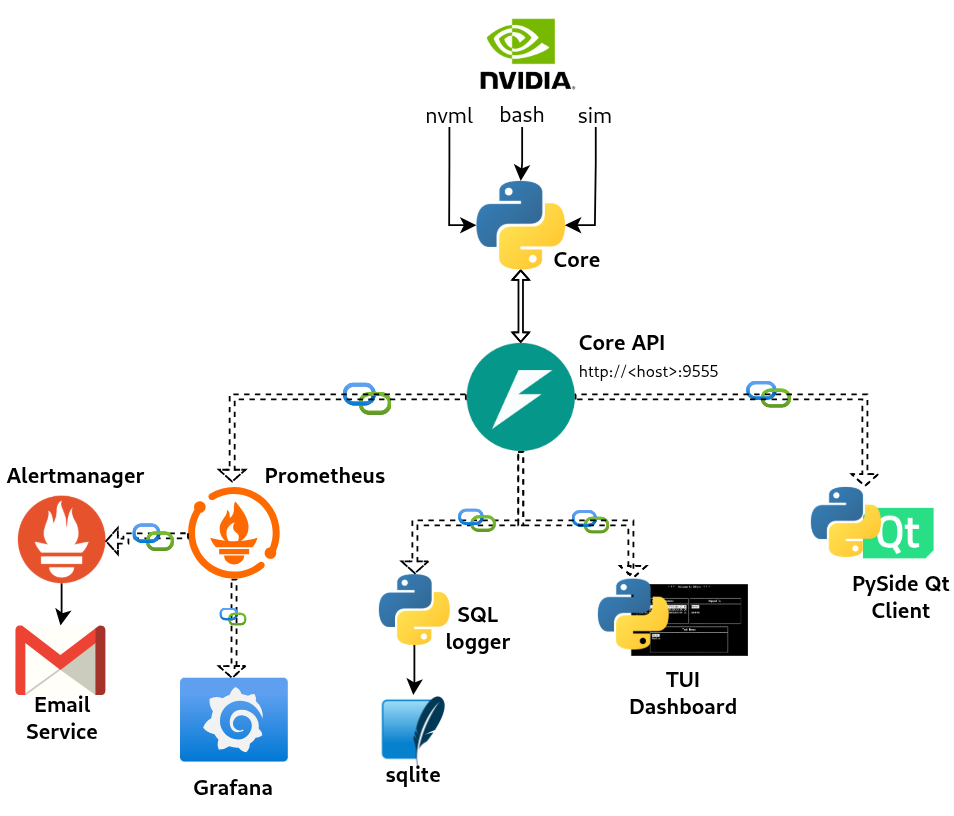 NVIDIA
nvml bash sim
Core
Core API
http://<host>:9555
Alertmanager
Prometheus
Qt
PySide Qt
Client
SQL
logger
Email
Service
TUI
Dashboard
sqlite
Grafana